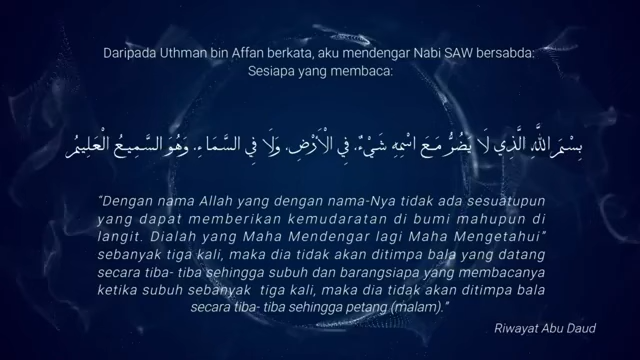 Daripada Uthman bin Affan berkata, aku mendengar Nabi SAW bersabda:
Sesiapa yang membaca:
بِسْمِ اللَّهِ الَّذِي لَا يَضُرُّ مَعَ اسْمِهِ شَيْءٌ. فِي الْأَرْضِ. وَلَا فِي السَّمَاءِ. وَهُوَ السَّمِيعُ الْعَلِيمُ
“Dengan nama Allah yang dengan nama-Nya tidak ada sesuatupun
yang dapat memberikan kemudaratan di bumi mahupun di
langit. Dialah yang Maha Mendengar lagi Maha Mengetahui”
sebanyak tiga kali, maka dia tidak akan ditimpa bala yang datang
secara tiba- tiba sehingga subuh dan barangsiapa yang membacanya
ketika subuh sebanyak tiga kali, maka dia tidak akan ditimpa bala
secara tiba- tiba sehingga petang (malam).”
Riwayat Abu Daud